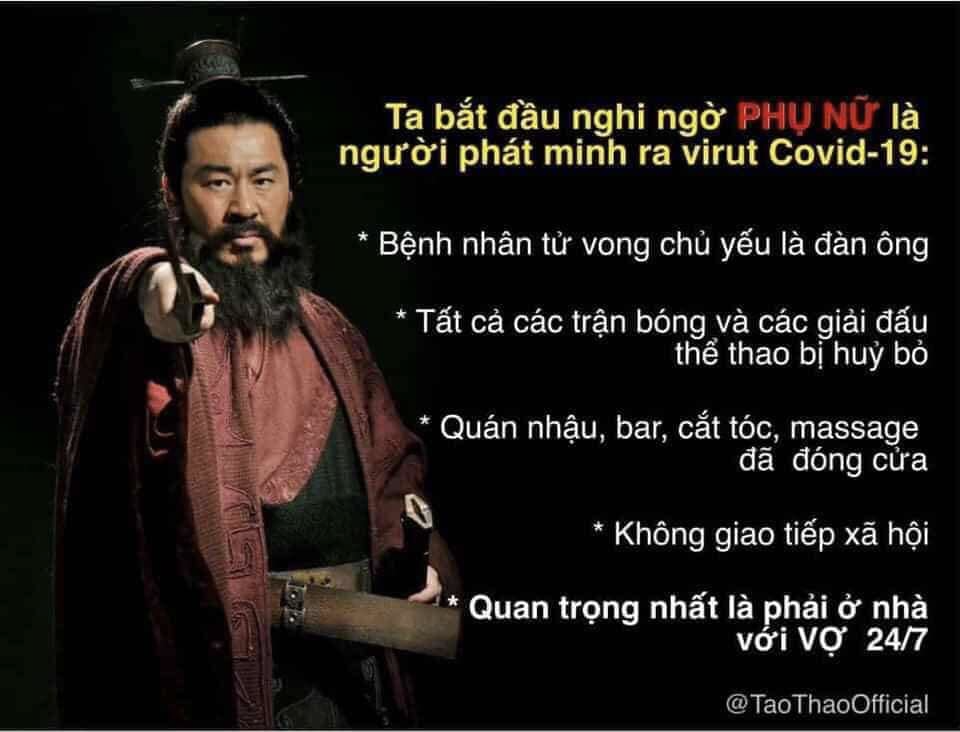 Ta bắt đầu nghi ngờ PHỤ NỮ là
người phát minh ra virut Covid-19:
* Bệnh nhân tử vong chủ yếu là đàn ông
* Tất cả các trận bóng và các giải đấu
thể thao bị huỷ bỏ
* Quán nhậu, bar, cắt tóc, massage
đã đóng cửa
* Không giao tiếp xã hội
* Quan trọng nhất là phải ở nhà
với VỢ 24/7
@TaoThaoOfficial